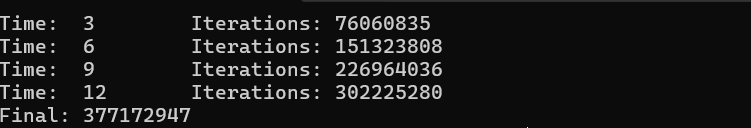 Time:  3       Iterations: 76060835
Time:  6       Iterations: 151323808
Time:  9       Iterations: 226964036
Time:  12      Iterations: 302225280
Final: 377172947